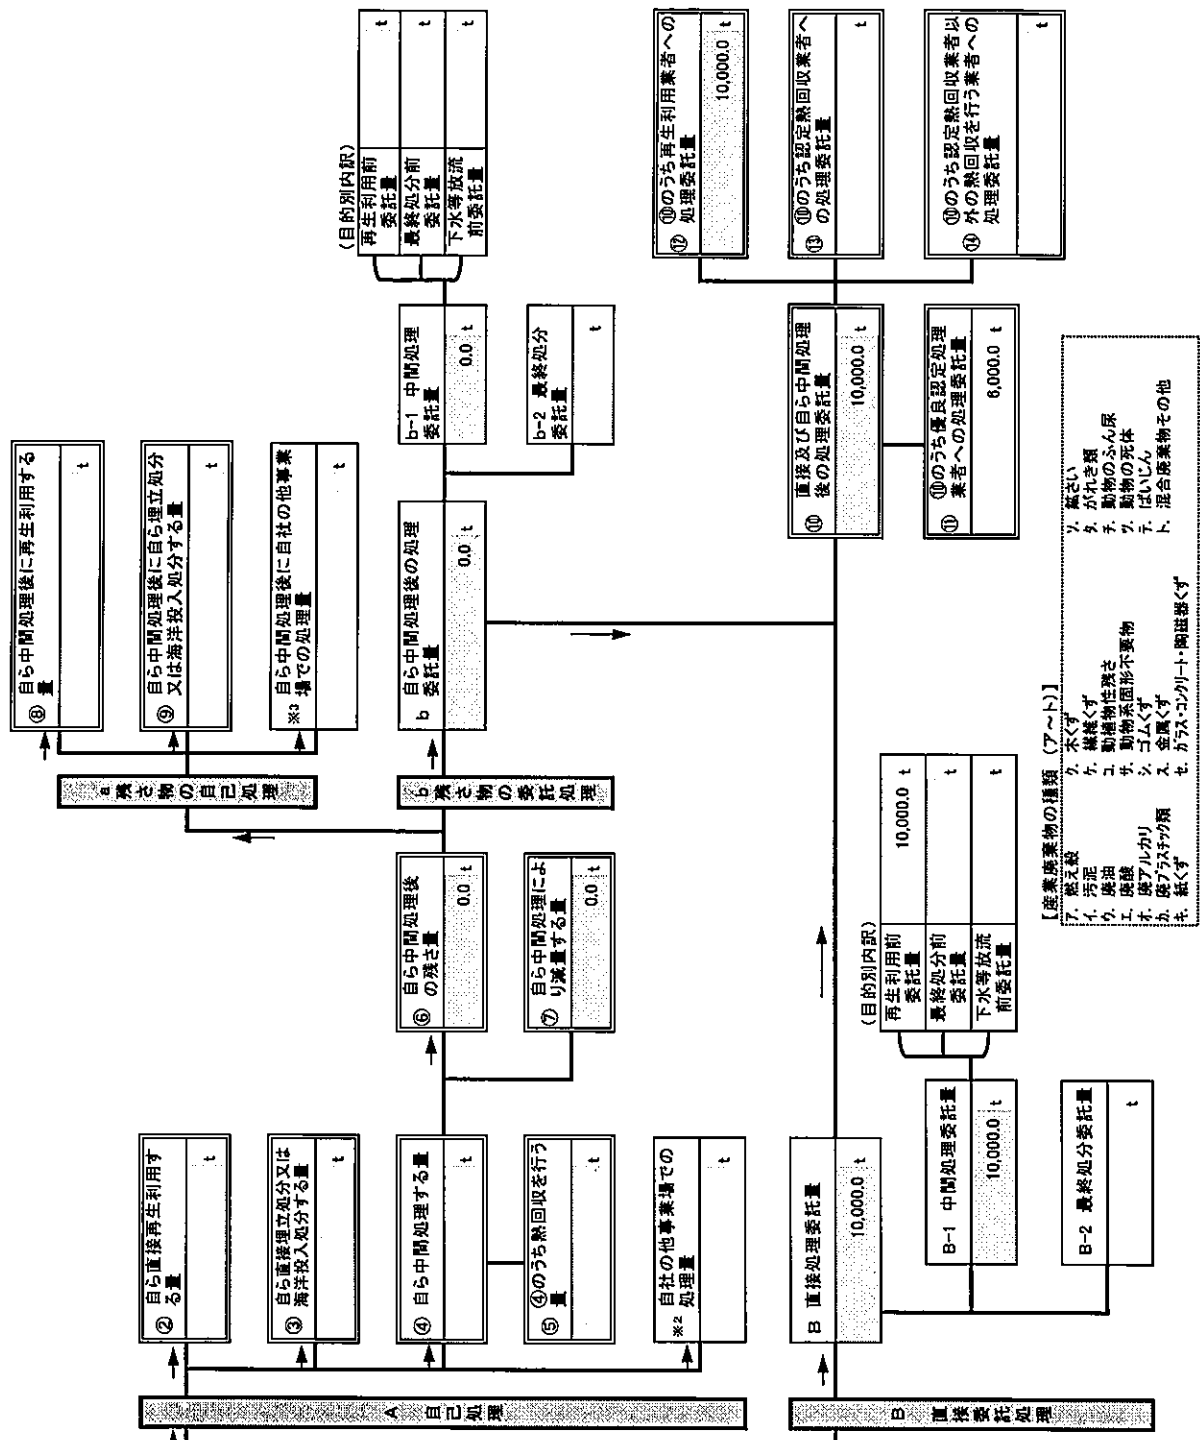 A 自己処理
②
自ら直接再生利用す
る量
t
③
自ら直接埋立処分又は
海洋投入処分する量
t
④ 自ら中間処理する量
t
⑤
④のうち熱回収を行う
量
t
※2
自社の他事業場での
処理量
t
⑥
自ら中間処理後
の残さ量
0.0 t
⑦
自ら中間処理によ
り減量する量
0.0 t
a 残さ物の自己処理
⑧
自ら中間処理後に再生利用する
量
t
⑨
自ら中間処理後に自ら埋立処分
又は海洋投入処分する量
t
※3
自ら中間処理後に自社の他事業
場での処理量
t
b 残さ物の委託処理
b
自ら中間処理後の処理
委託量
0.0 t
b-1 中間処理
委託量
0.0 t
b-2 最終処分
委託量
t
(目的別内訳)
再生利用前
委託量
t
最終処分前
委託量
t
下水等放流
前委託量
t
B 直接委託処理
B 直接処理委託量
10,000.0 t
B-1 中間処理委託量
10,000.0 t
B-2 最終処分委託量
t
(目的別内訳)
再生利用前
委託量
10,000.0 t
最終処分前
委託量
t
下水等放流
前委託量
t
⑩
直接及び自ら中間処理
後の処理委託量
10,000.0 t
⑪
⑩のうち優良認定処理
業者への処理委託量
6,000.0 t
⑫
⑩のうち再生利用業者への
処理委託量
10,000.0 t
⑬
⑩のうち認定熱回収業者へ
の処理委託量
t
⑭
⑩のうち認定熱回収業者以
外の熱回収を行う業者への
処理委託量
t
【産業廃棄物の種類 (ア～ト)】
ア. 燃え殻
イ. 汚泥
ウ. 廃油
エ. 廃酸
オ. 廃アルカリ
カ. 廃プラスチック類
キ. 紙くず
ク. 木くず
ケ. 繊維くず
コ. 動植物性残さ
サ. 動物系固形不要物
シ. ゴムくず
ス. 金属くず
セ. ガラス・コンクリート・陶磁器くず
ソ. 鉱さい
タ. がれき類
チ. 動物のふん尿
ツ. 動物の死体
テ. ばいじん
ト. 混合廃棄物その他